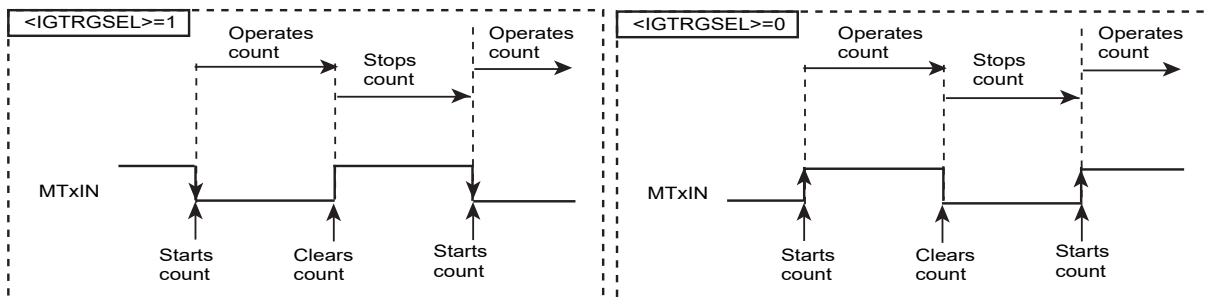 <IGTRGSEL>=1
Operates
count
Stops
count
Operates
count
MTxIN
Starts
count
Clears
count
Starts
count
<IGTRGSEL>=0
Operates
count
Stops
count
Operates
count
MTxIN
Starts
count
Clears
count
Starts
count